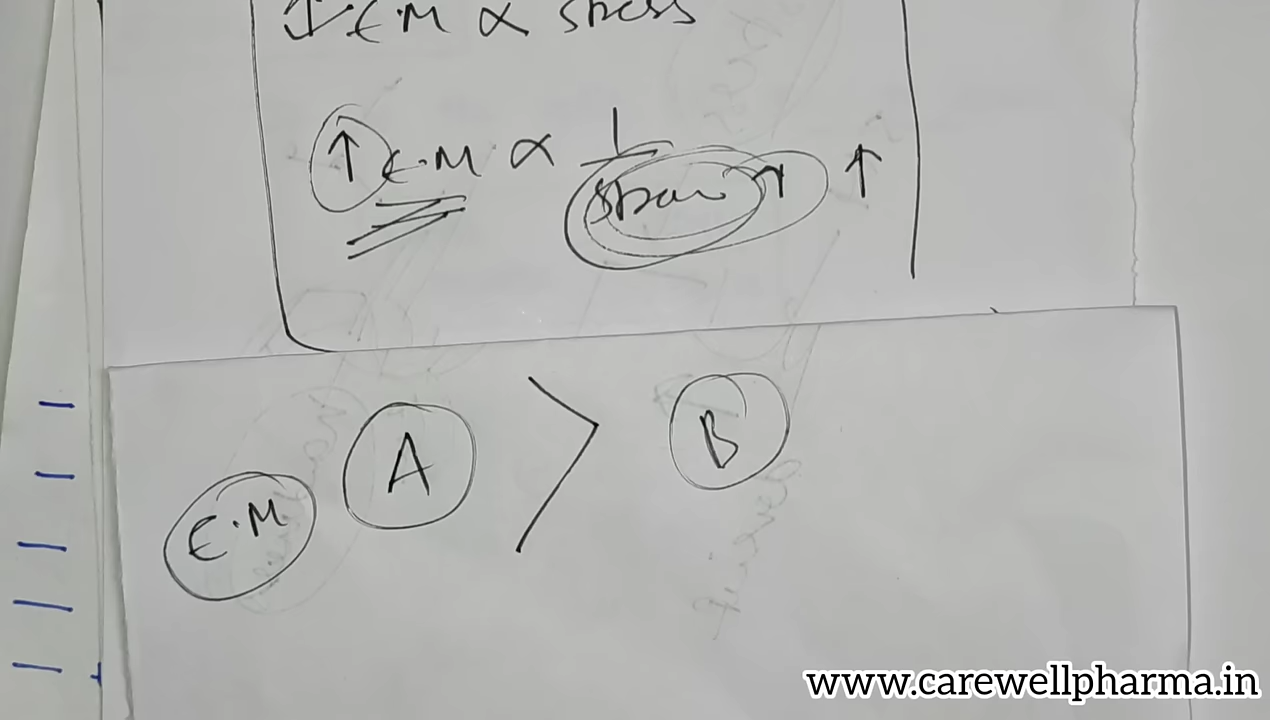 ↓ E.M ∝ stress
↑ E.M ∝ 1/strain ↑ ↑
A > B
E.M
www.carewellpharma.in